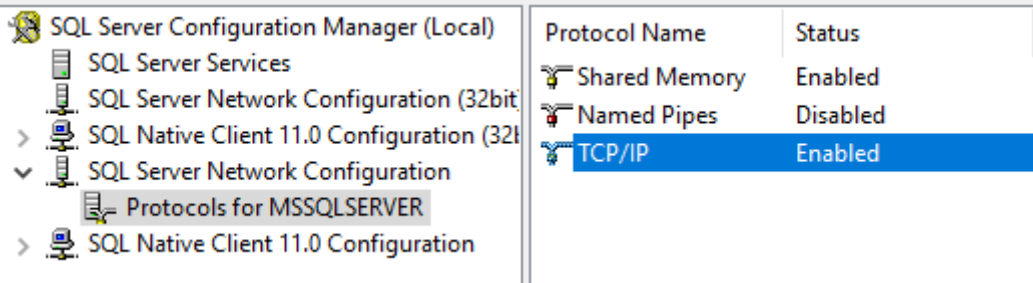 SQL Server Configuration Manager (Local)
SQL Server Services
SQL Server Network Configuration (32bit
SQL Native Client 11.0 Configuration (32b
SQL Server Network Configuration
Protocols for MSSQLSERVER
SQL Native Client 11.0 Configuration
Protocol Name Status
Shared Memory Enabled
Named Pipes Disabled
TCP/IP Enabled